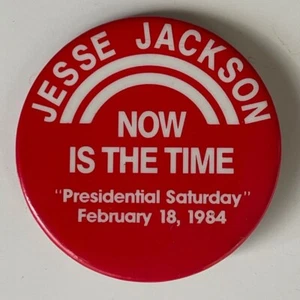 JESSE JACKSON
NOW
IS THE TIME
"Presidential Saturday"
February 18, 1984